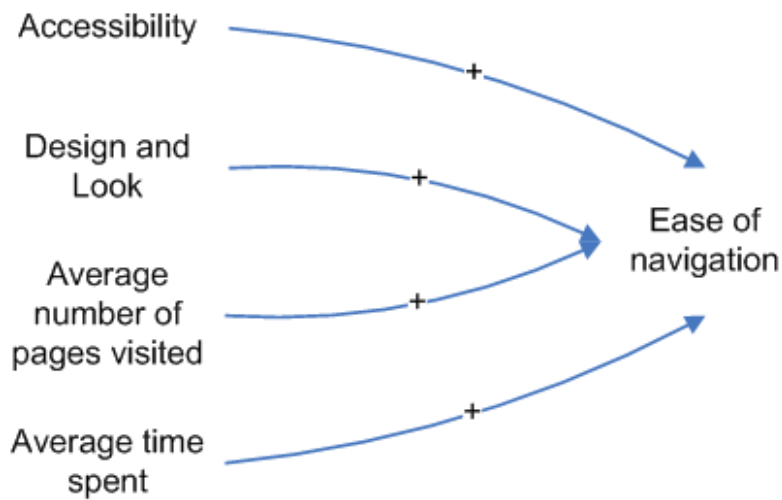 Accessibility
+
Design and
Look
+
Ease of
navigation
Average
number of
pages visited
+
Average time
spent
+